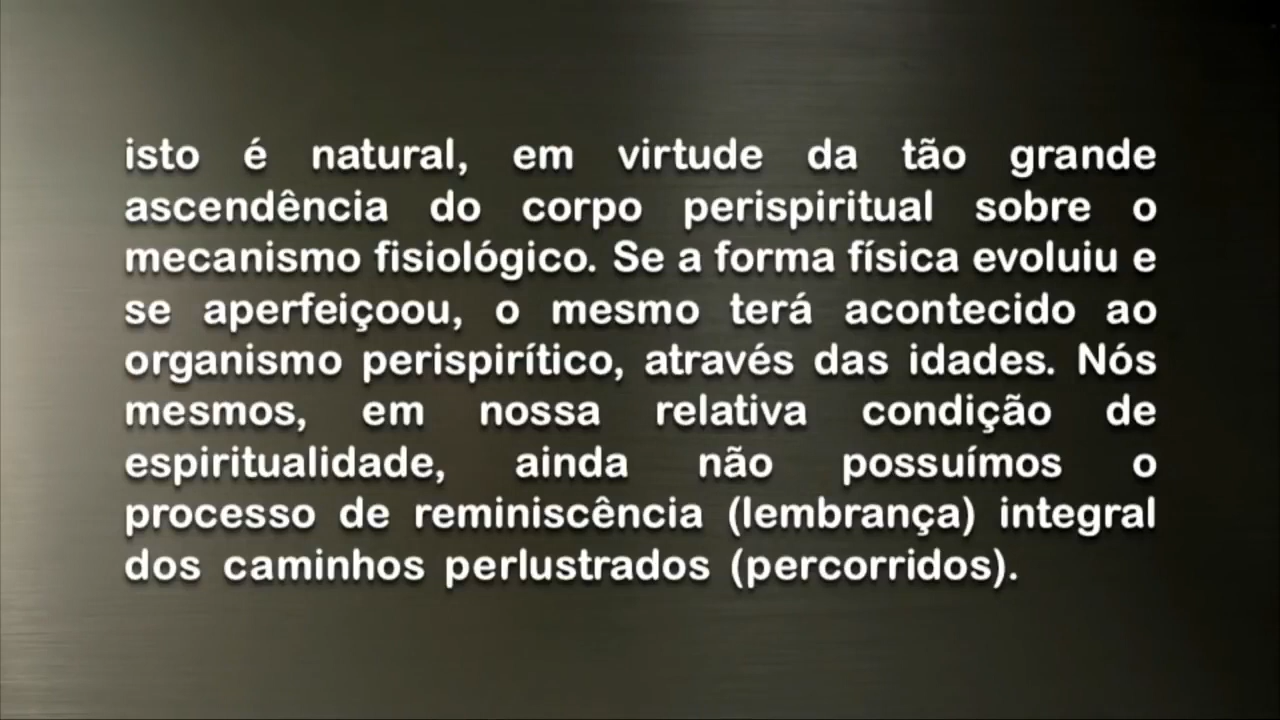 isto é natural, em virtude da tão grande
ascendência do corpo perispiritual sobre o
mecanismo fisiológico. Se a forma física evoluiu e
se aperfeiçoou, o mesmo terá acontecido ao
organismo perispirítico, através das idades. Nós
mesmos, em nossa relativa condição de
espiritualidade, ainda não possuímos o
processo de reminiscência (lembrança) integral
dos caminhos perlustrados (percorridos).